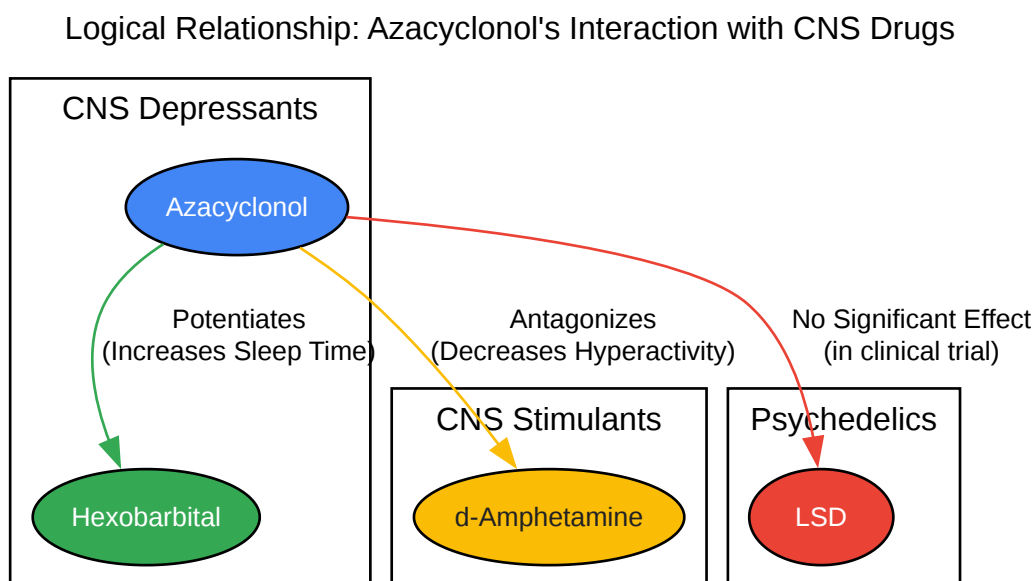 Logical Relationship: Azacyclonol's Interaction with CNS Drugs
CNS Depressants
Azacyclonol
Potentiates
(Increases Sleep Time)
Antagonizes
(Decreases Hyperactivity)
No Significant Effect
(in clinical trial)
CNS Stimulants
Psychedelics
Hexobarbital
d-Amphetamine
LSD